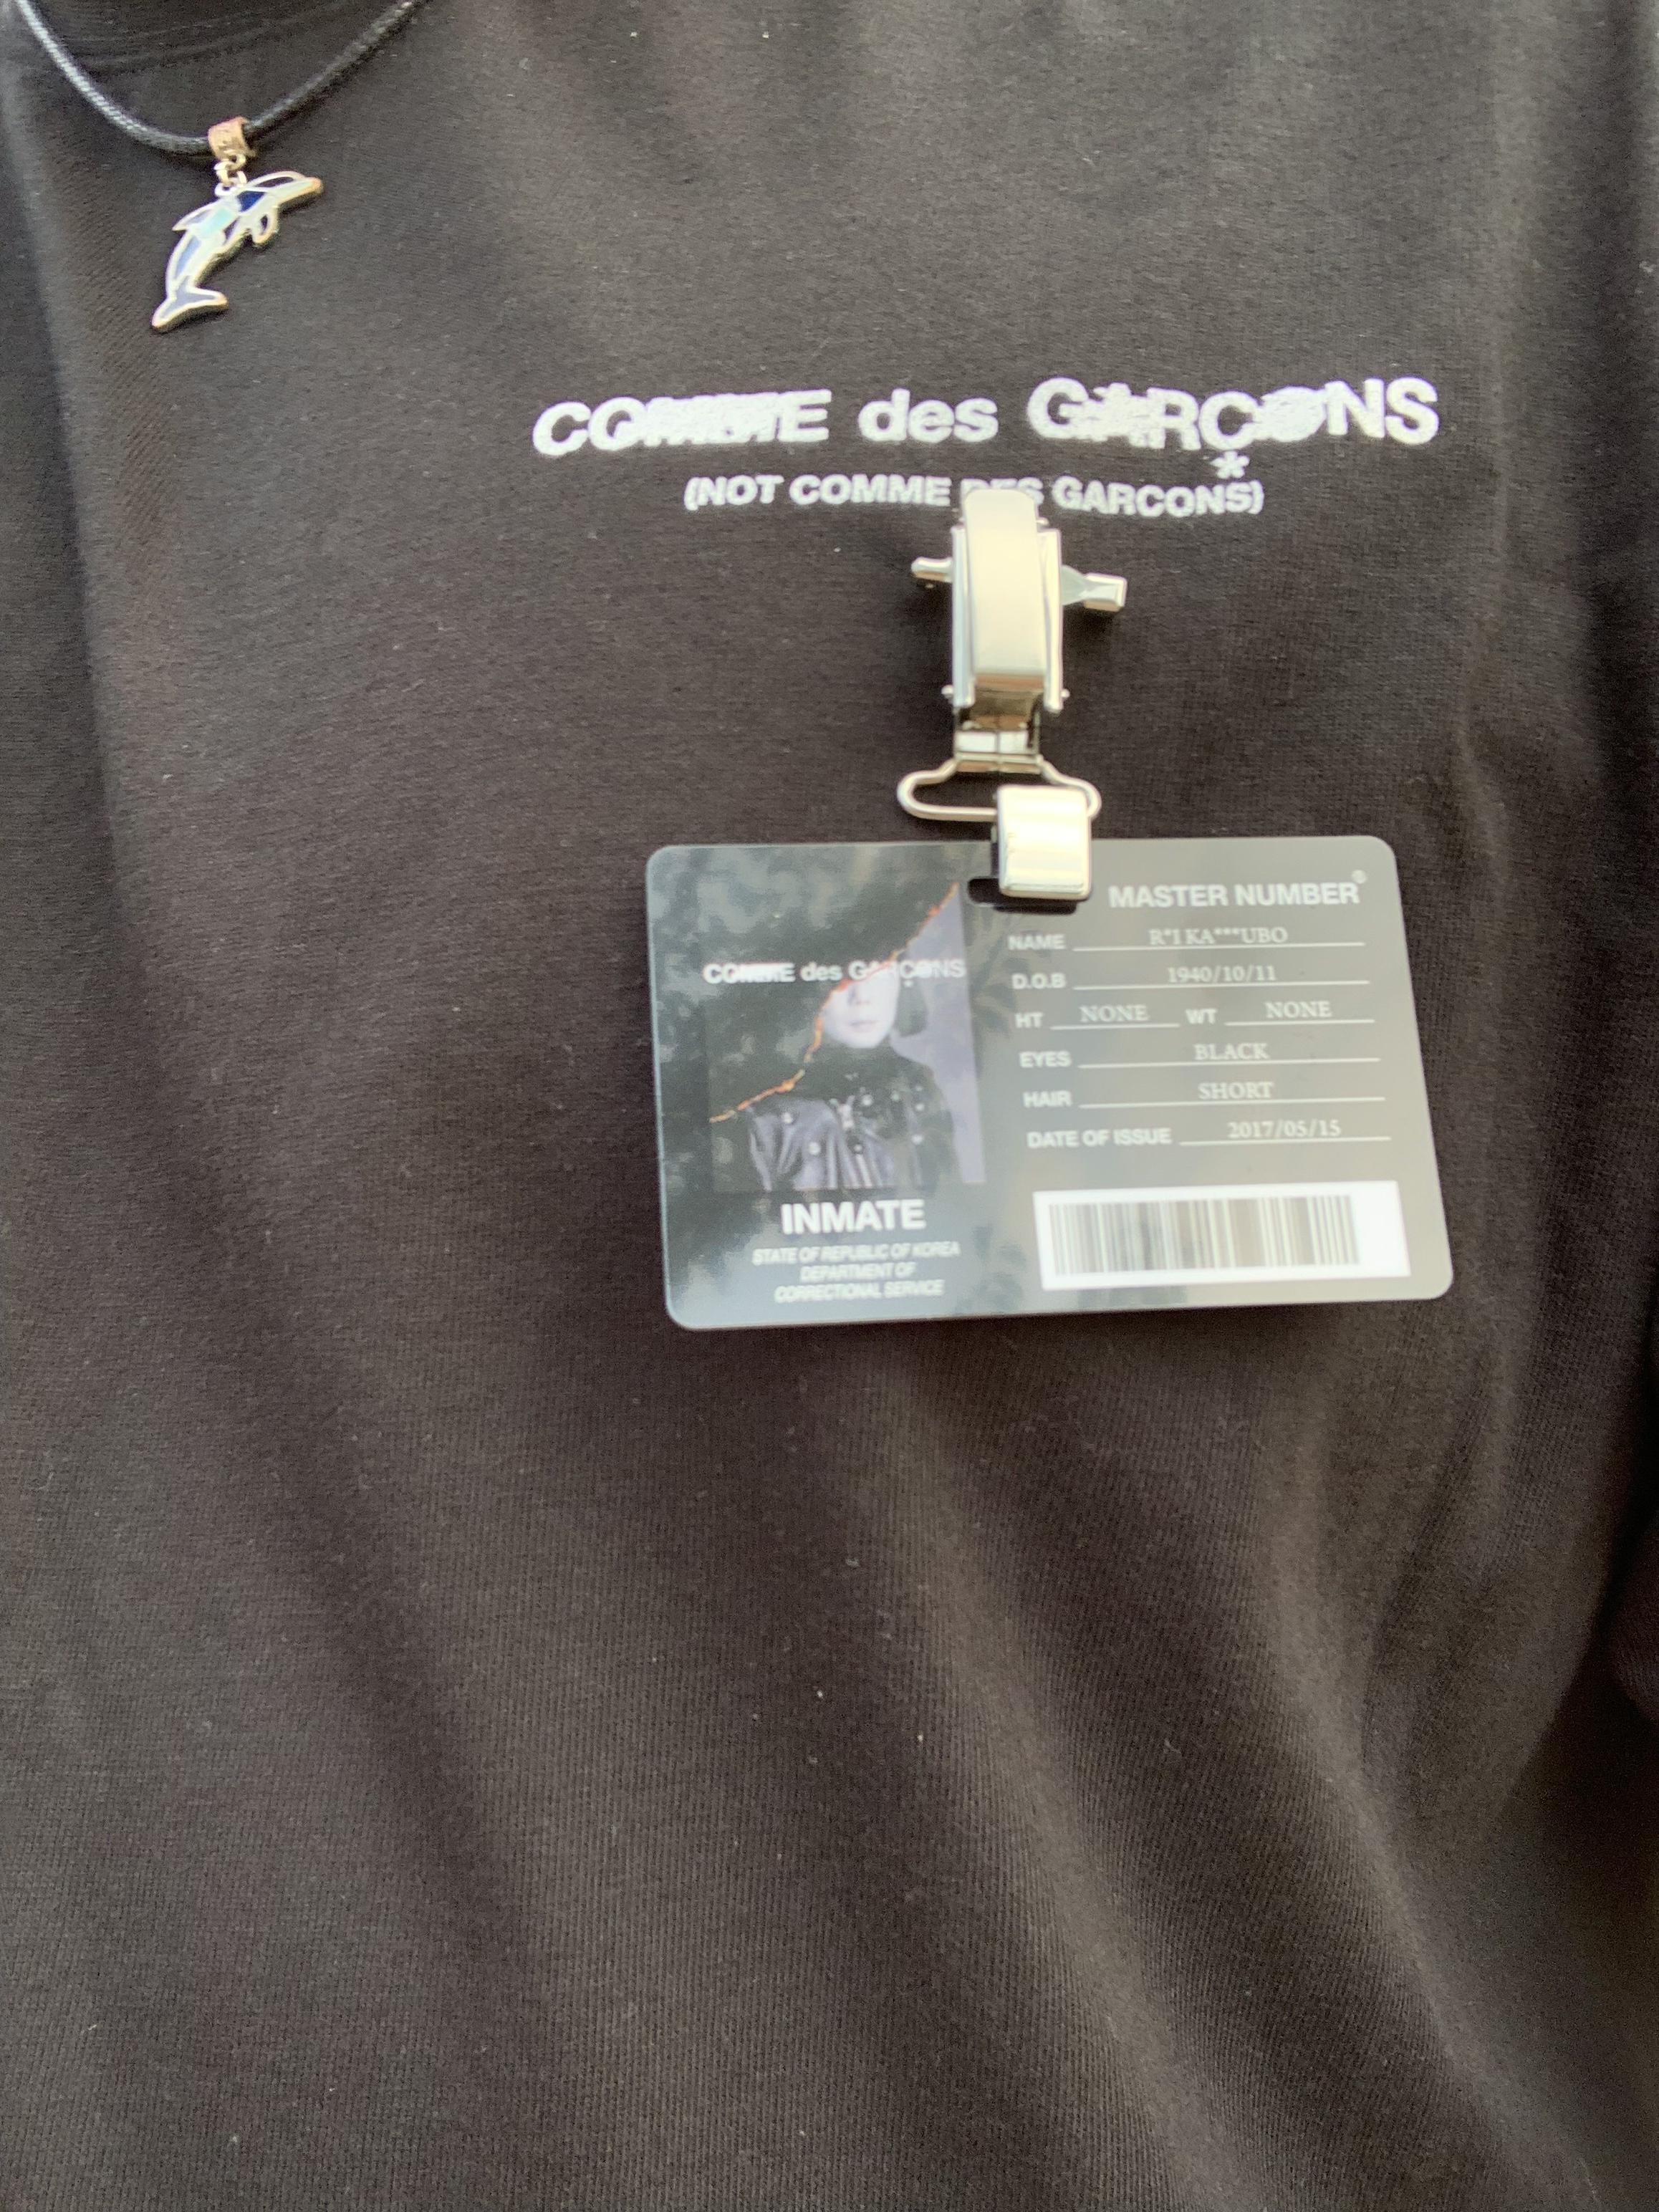 COMME des GARÇONS
*
(NOT COMME DES GARCONS)
MASTER NUMBER®
NAME R*I KA***UBO
D.O.B 1940/10/11
HT NONE WT NONE
EYES BLACK
HAIR SHORT
DATE OF ISSUE 2017/05/15
COMME des GARÇONS
INMATE
STATE OF REPUBLIC OF KOREA
DEPARTMENT OF
CORRECTIONAL SERVICE